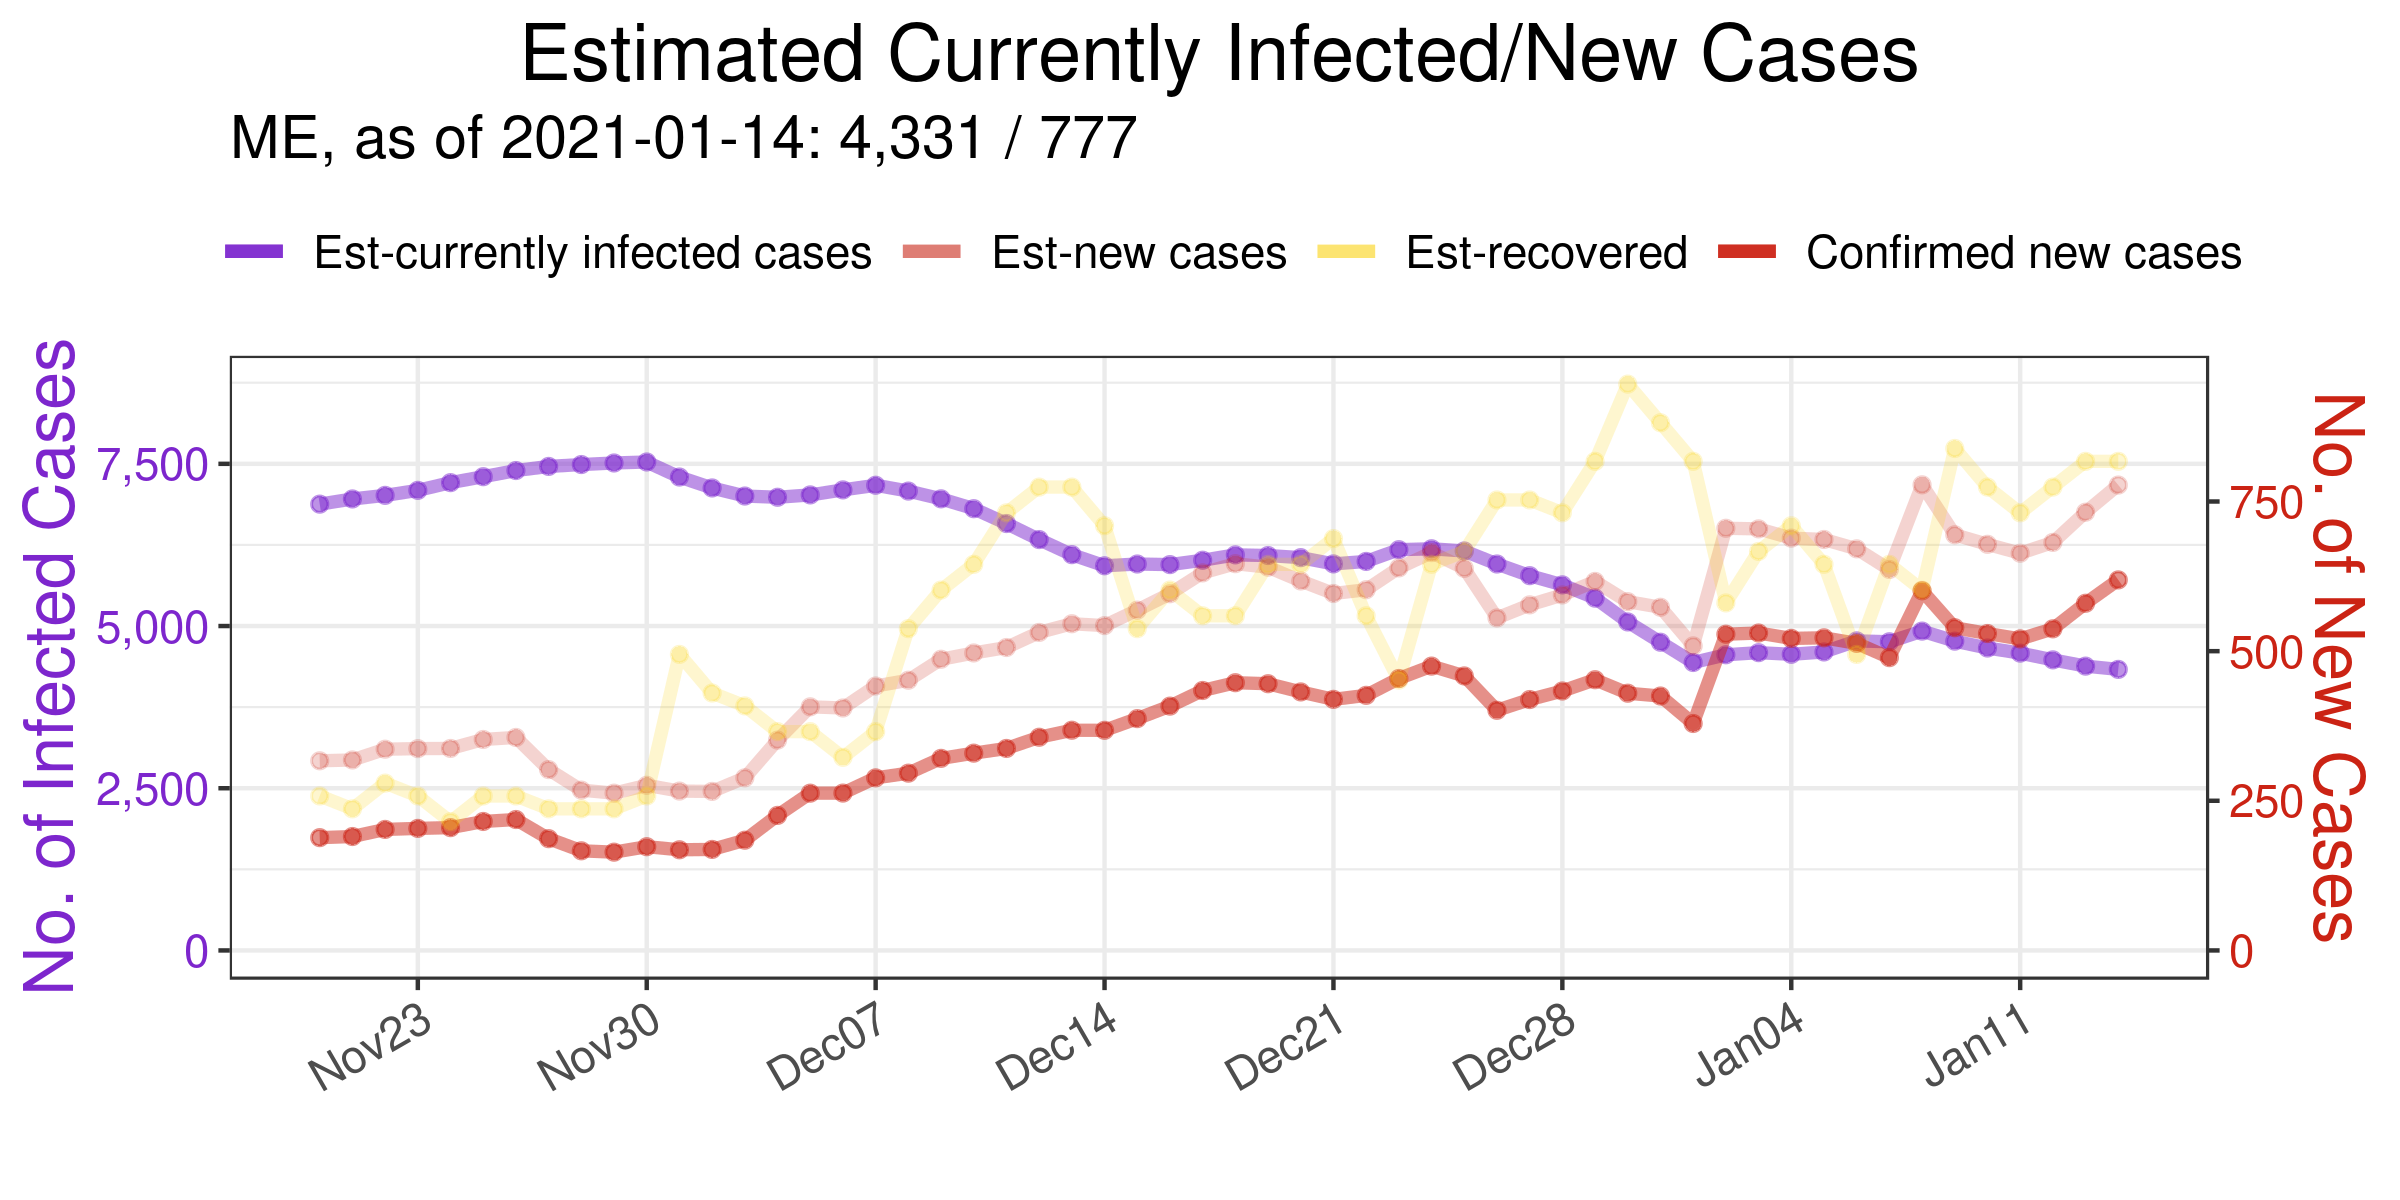 Estimated Currently Infected/New Cases
ME, as of 2021-01-14: 4,331 / 777
Est-currently infected cases Est-new cases Est-recovered Confirmed new cases
No. of Infected Cases
7,500
5,000
2,500
0
750
500
250
0
No. of New Cases
Nov23 Nov30 Dec07 Dec14 Dec21 Dec28 Jan04 Jan11